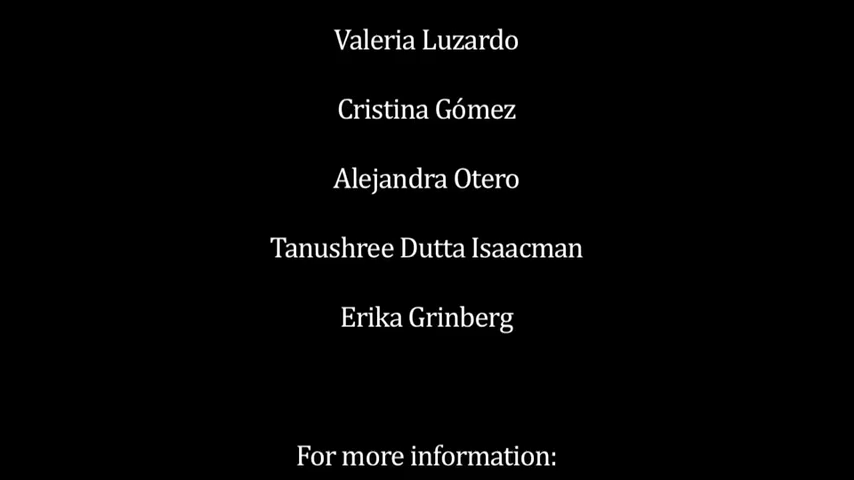 Valeria Luzardo
Cristina Gómez
Alejandra Otero
Tanushree Dutta Isaacman
Erika Grinberg
For more information: